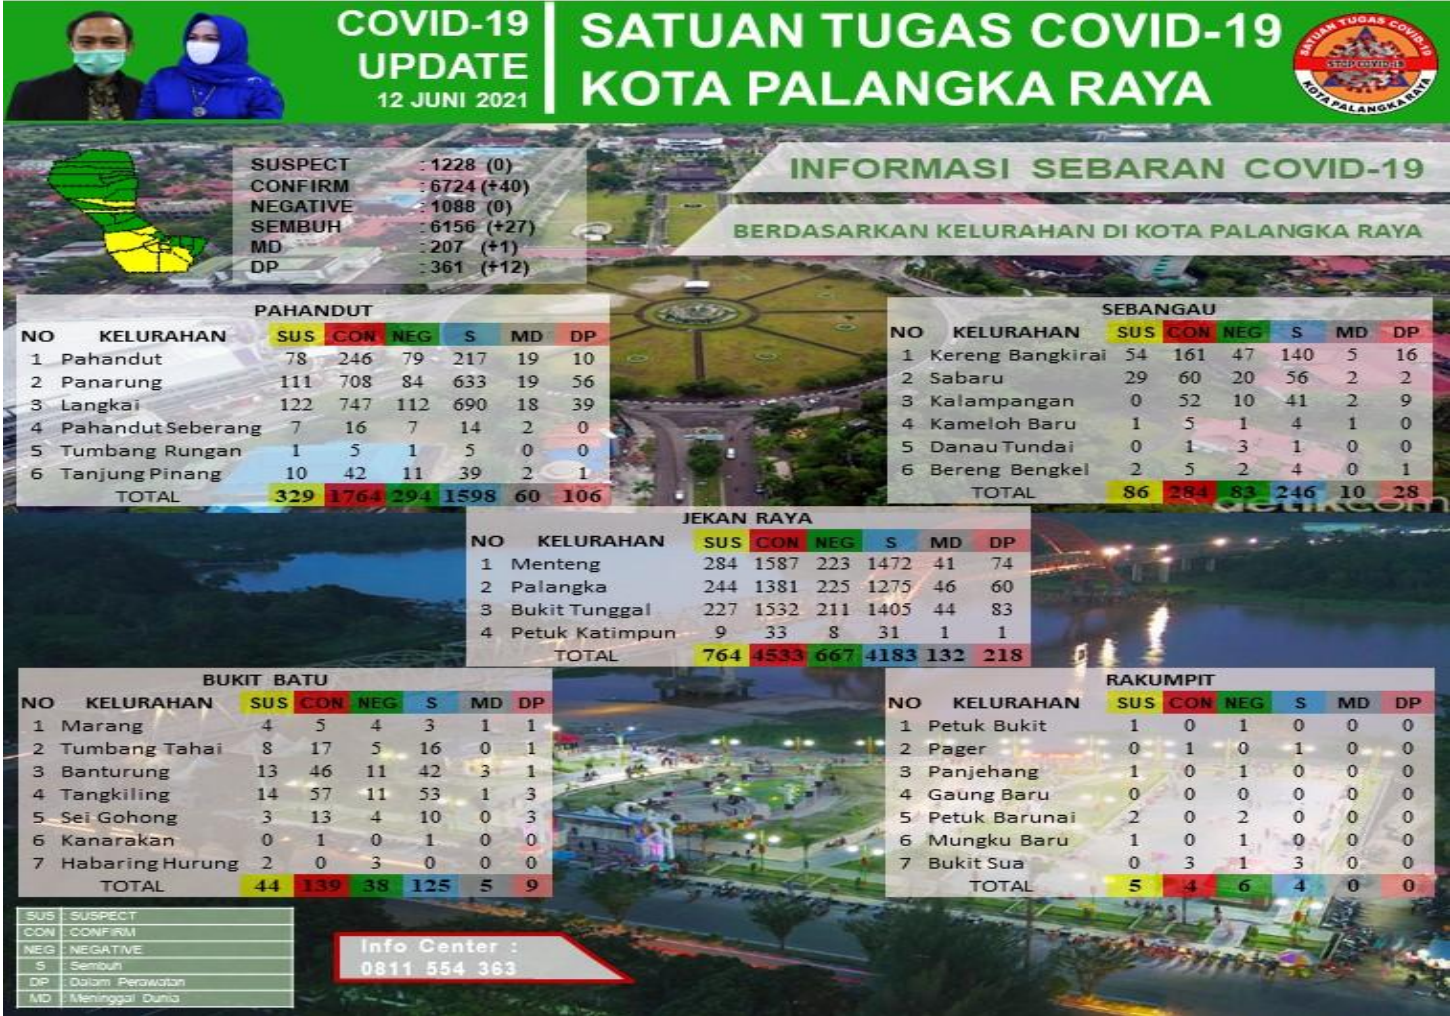 COVID-19
UPDATE
12 JUNI 2021
SATUAN TUGAS COVID-19
KOTA PALANGKA RAYA
SATUAN TUGAS COVID-19
STOP COVID-19
KOTA PALANGKA RAYA
SUSPECT : 1228 (0)
CONFIRM : 6724 (+40)
NEGATIVE : 1088 (0)
SEMBUH : 6156 (+27)
MD : 207 (+1)
DP : 361 (+12)
INFORMASI SEBARAN COVID-19
BERDASARKAN KELURAHAN DI KOTA PALANGKA RAYA
PAHANDUT
NO KELURAHAN SUS CON NEG S MD DP
1 Pahandut 78 246 79 217 19 10
2 Panarung 111 708 84 633 19 56
3 Langkai 122 747 112 690 18 39
4 Pahandut Seberang 7 16 7 14 2 0
5 Tumbang Rungan 1 5 1 5 0 0
6 Tanjung Pinang 10 42 11 39 2 1
TOTAL 329 1764 294 1598 60 106
SEBANGAU
NO KELURAHAN SUS CON NEG S MD DP
1 Kereng Bangkirai 54 161 47 140 5 16
2 Sabaru 29 60 20 56 2 2
3 Kalampangan 0 52 10 41 2 9
4 Kameloh Baru 1 5 1 4 1 0
5 Danau Tundai 0 1 3 1 0 0
6 Bereng Bengkel 2 5 2 4 0 1
TOTAL 86 284 83 246 10 28
detikcom
JEKAN RAYA
NO KELURAHAN SUS CON NEG S MD DP
1 Menteng 284 1587 223 1472 41 74
2 Palangka 244 1381 225 1275 46 60
3 Bukit Tunggal 227 1532 211 1405 44 83
4 Petuk Katimpun 9 33 8 31 1 1
TOTAL 764 4533 667 4183 132 218
BUKIT BATU
NO KELURAHAN SUS CON NEG S MD DP
1 Marang 4 5 4 3 1 1
2 Tumbang Tahai 8 17 5 16 0 1
3 Banturung 13 46 11 42 3 1
4 Tangkiling 14 57 11 53 1 3
5 Sei Gohong 3 13 4 10 0 3
6 Kanarakan 0 1 0 1 0 0
7 Habaring Hurung 2 0 3 0 0 0
TOTAL 44 139 38 125 5 9
RAKUMPIT
NO KELURAHAN SUS CON NEG S MD DP
1 Petuk Bukit 1 0 1 0 0 0
2 Pager 0 1 0 1 0 0
3 Panjehang 1 0 1 0 0 0
4 Gaung Baru 0 0 0 0 0 0
5 Petuk Barunai 2 0 2 0 0 0
6 Mungku Baru 1 0 1 0 0 0
7 Bukit Sua 0 3 1 3 0 0
TOTAL 5 4 6 4 0 0
SUS : SUSPECT
CON : CONFIRM
NEG : NEGATIVE
S : Sembuh
DP : Dalam Perawatan
MD : Meninggal Dunia
Info Center :
0811 554 363